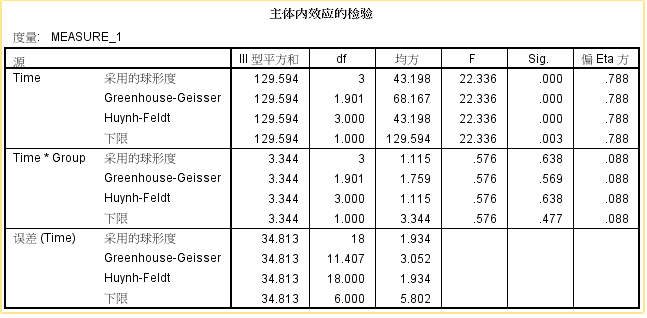 主体内效应的检验
度量: MEASURE_1
源 III 型平方和 df 均方 F Sig. 偏 Eta 方
Time 采用的球形度 129.594 3 43.198 22.336 .000 .788
Greenhouse-Geisser 129.594 1.901 68.167 22.336 .000 .788
Huynh-Feldt 129.594 3.000 43.198 22.336 .000 .788
下限 129.594 1.000 129.594 22.336 .003 .788
Time * Group 采用的球形度 3.344 3 1.115 .576 .638 .088
Greenhouse-Geisser 3.344 1.901 1.759 .576 .569 .088
Huynh-Feldt 3.344 3.000 1.115 .576 .638 .088
下限 3.344 1.000 3.344 .576 .477 .088
误差 (Time) 采用的球形度 34.813 18 1.934
Greenhouse-Geisser 34.813 11.407 3.052
Huynh-Feldt 34.813 18.000 1.934
下限 34.813 6.000 5.802